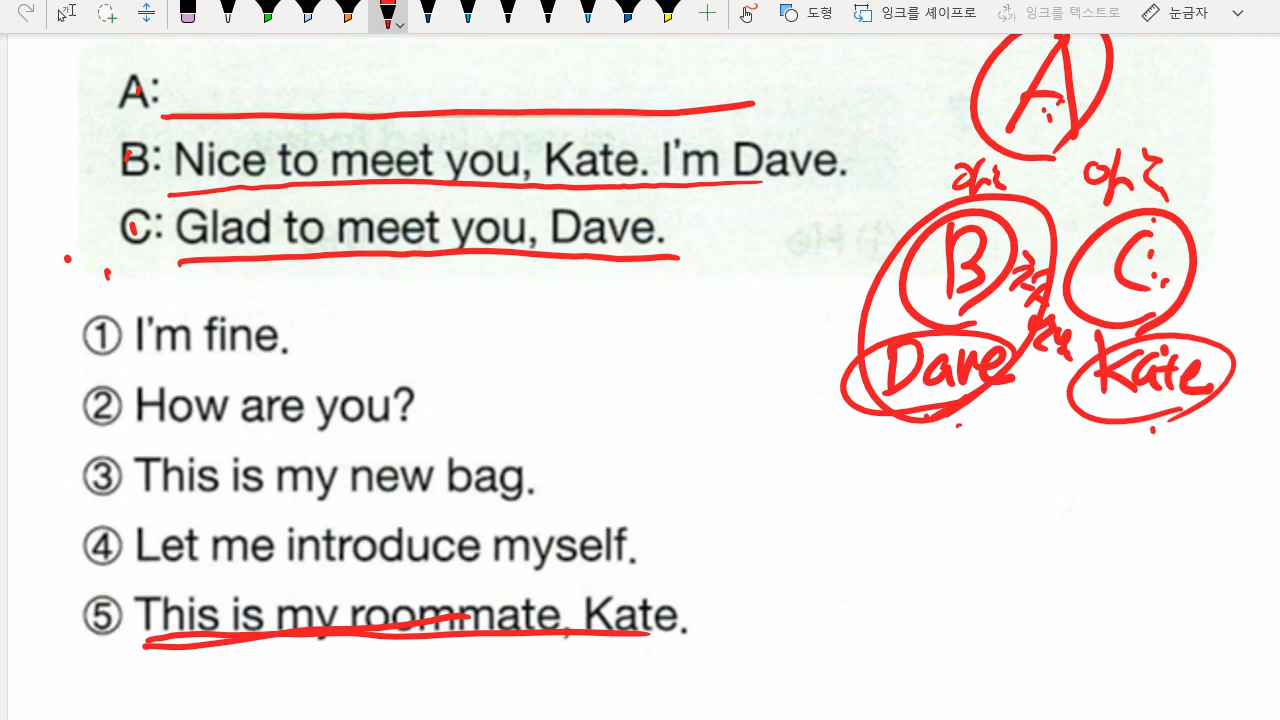 도형 잉크를 셰이프로 잉크를 텍스트로 눈금자
A:
B: Nice to meet you, Kate. I'm Dave.
C: Glad to meet you, Dave.
① I'm fine.
② How are you?
③ This is my new bag.
④ Let me introduce myself.
⑤ This is my roommate, Kate.
A
B C
Dave Kate